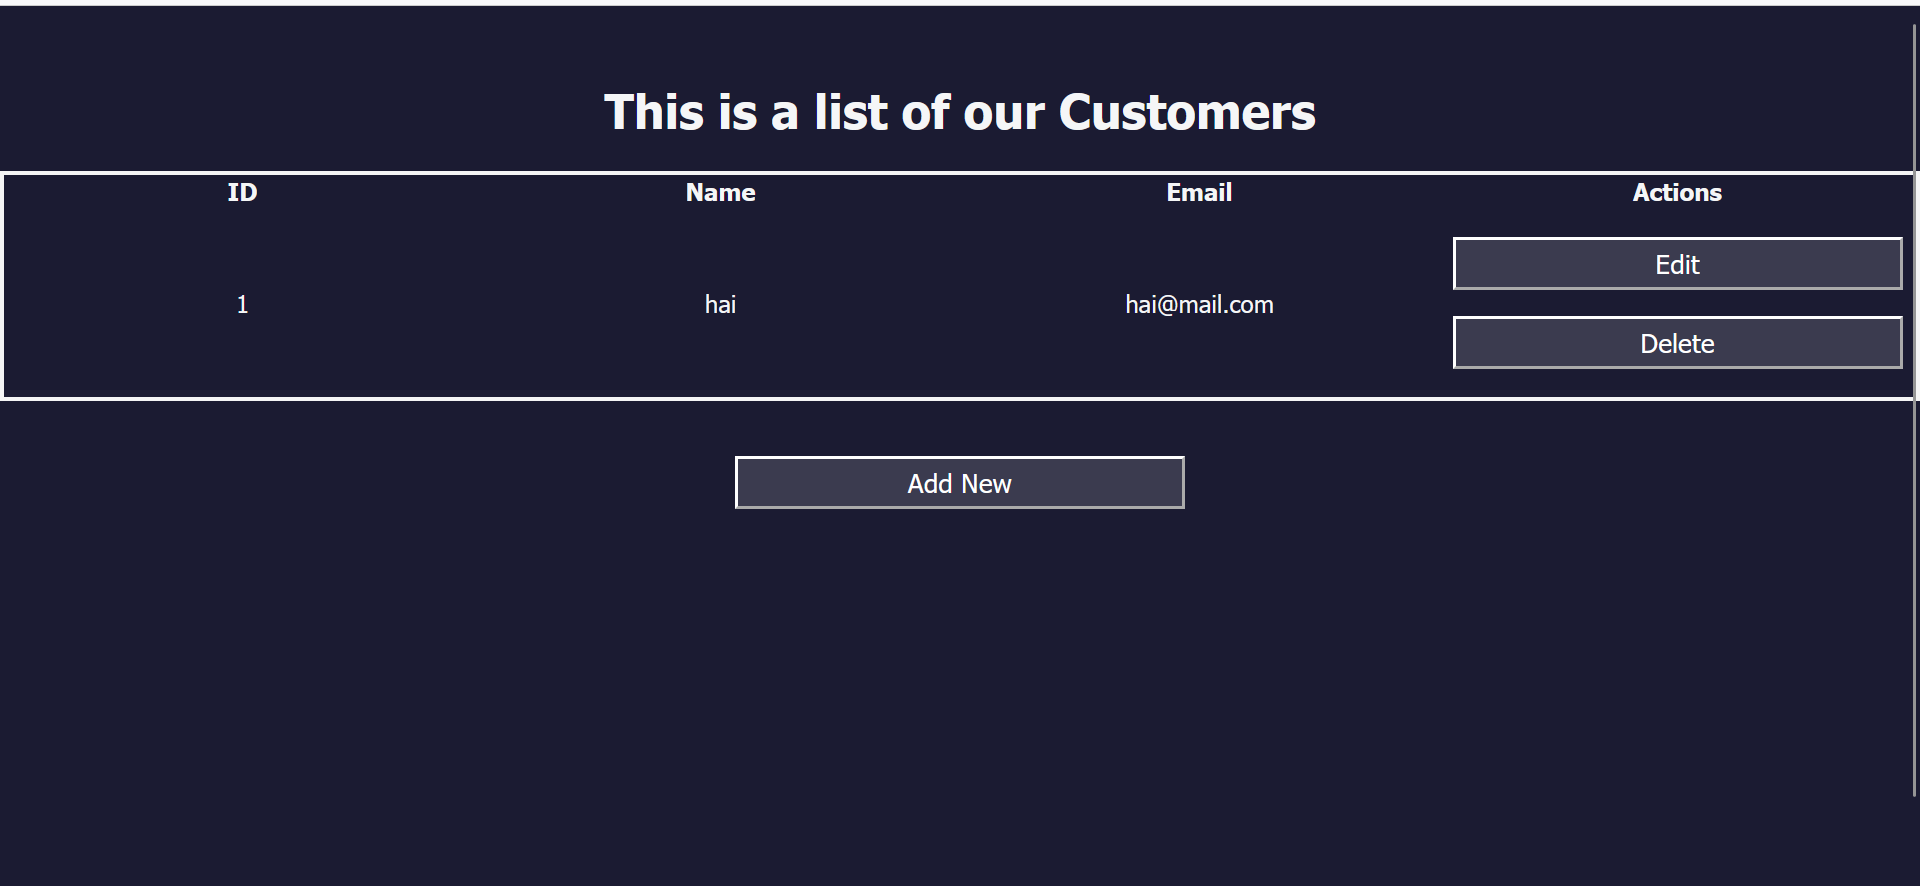 This is a list of our Customers
ID Name Email Actions
Edit
1 hai hai@mail.com
Delete
Add New